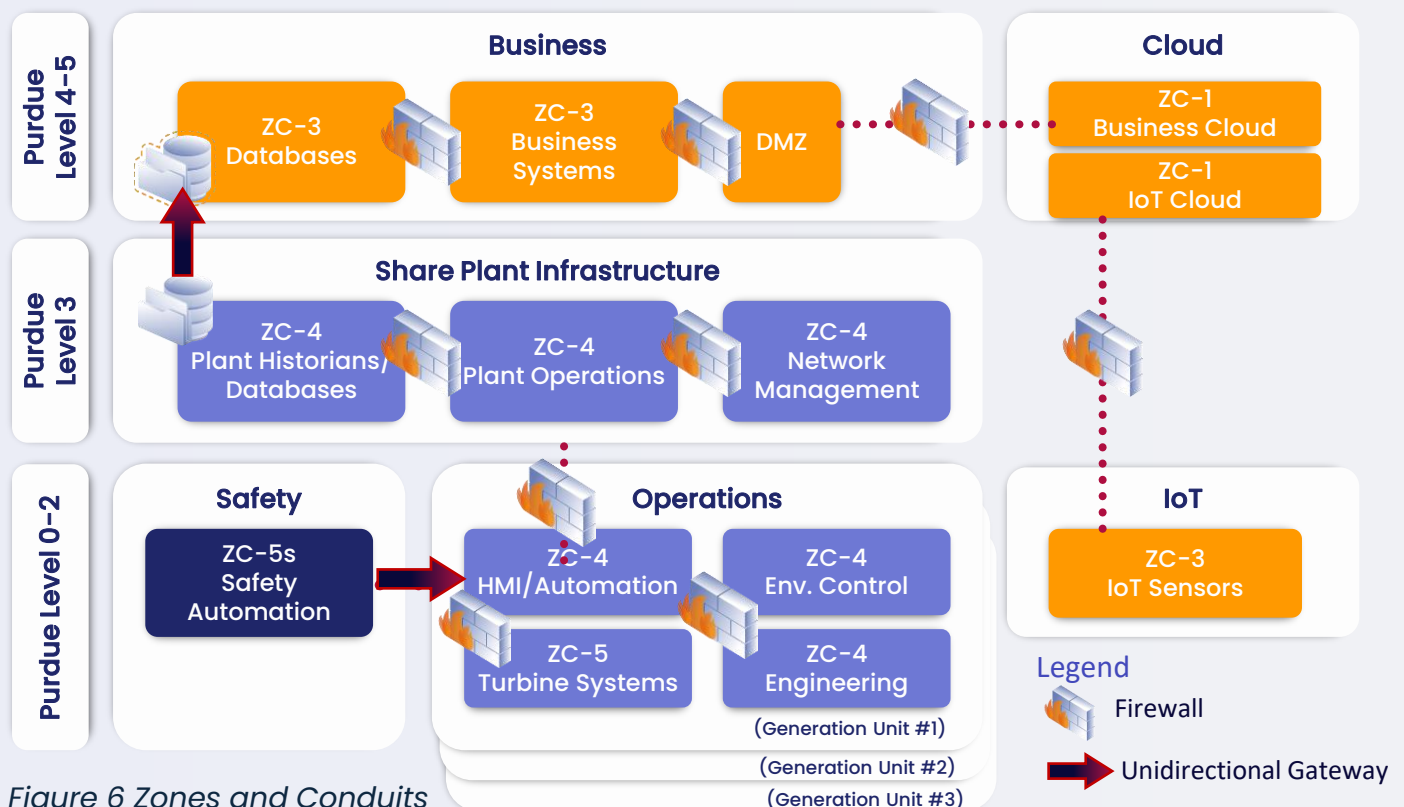 Purdue
Level 4-5
Business
ZC-3
Databases
ZC-3
Business
Systems
DMZ
Cloud
ZC-1
Business Cloud
ZC-1
IoT Cloud
Purdue
Level 3
Share Plant Infrastructure
ZC-4
Plant Historians/
Databases
ZC-4
Plant Operations
ZC-4
Network
Management
Purdue Level 0-2
Safety
ZC-5s
Safety
Automation
Operations
ZC-4
HMI/Automation
ZC-4
Env. Control
ZC-5
Turbine Systems
ZC-4
Engineering
(Generation Unit #1)
(Generation Unit #2)
(Generation Unit #3)
IoT
ZC-3
IoT Sensors
Legend
Firewall
Unidirectional Gateway
Figure 6 Zones and Conduits